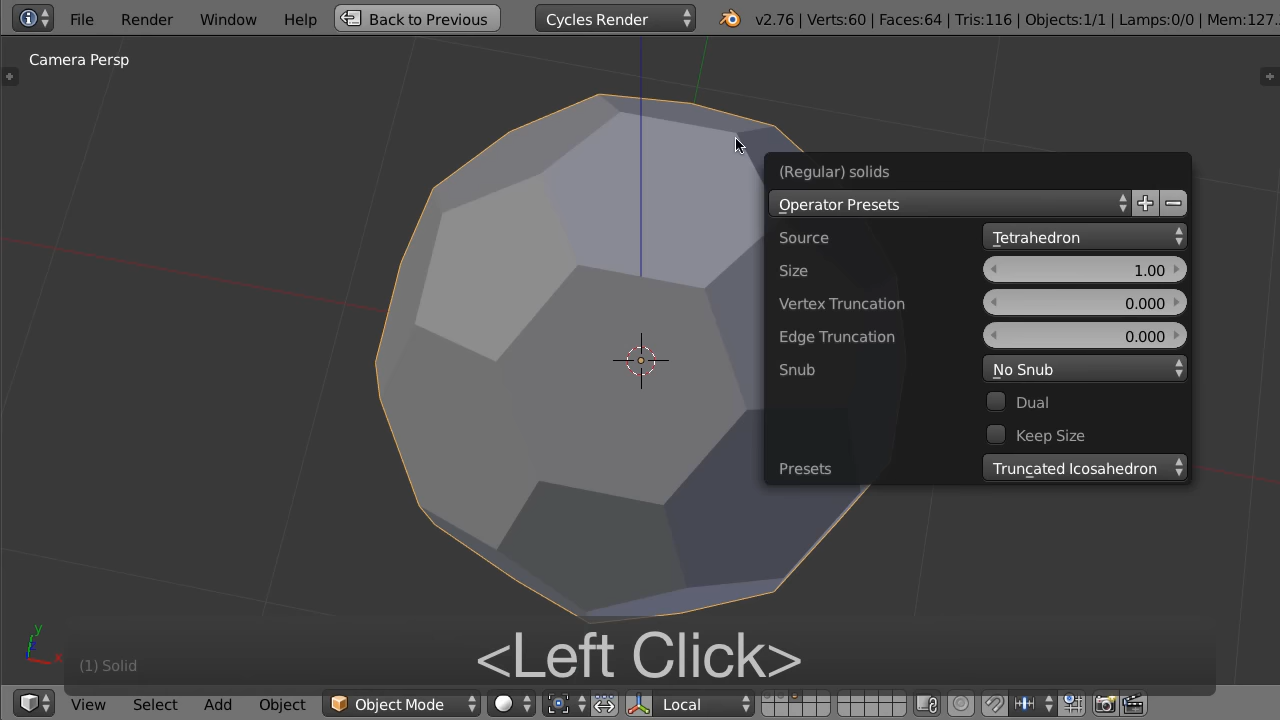 File Render Window Help Back to Previous Cycles Render v2.76 | Verts:60 | Faces:64 | Tris:116 | Objects:1/1 | Lamps:0/0 | Mem:127.
Camera Persp
(Regular) solids
Operator Presets
Source Tetrahedron
Size 1.00
Vertex Truncation 0.000
Edge Truncation 0.000
Snub No Snub
Dual
Keep Size
Presets Truncated Icosahedron
y
z
x
<Left Click>
(1) Solid
View Select Add Object Object Mode Local